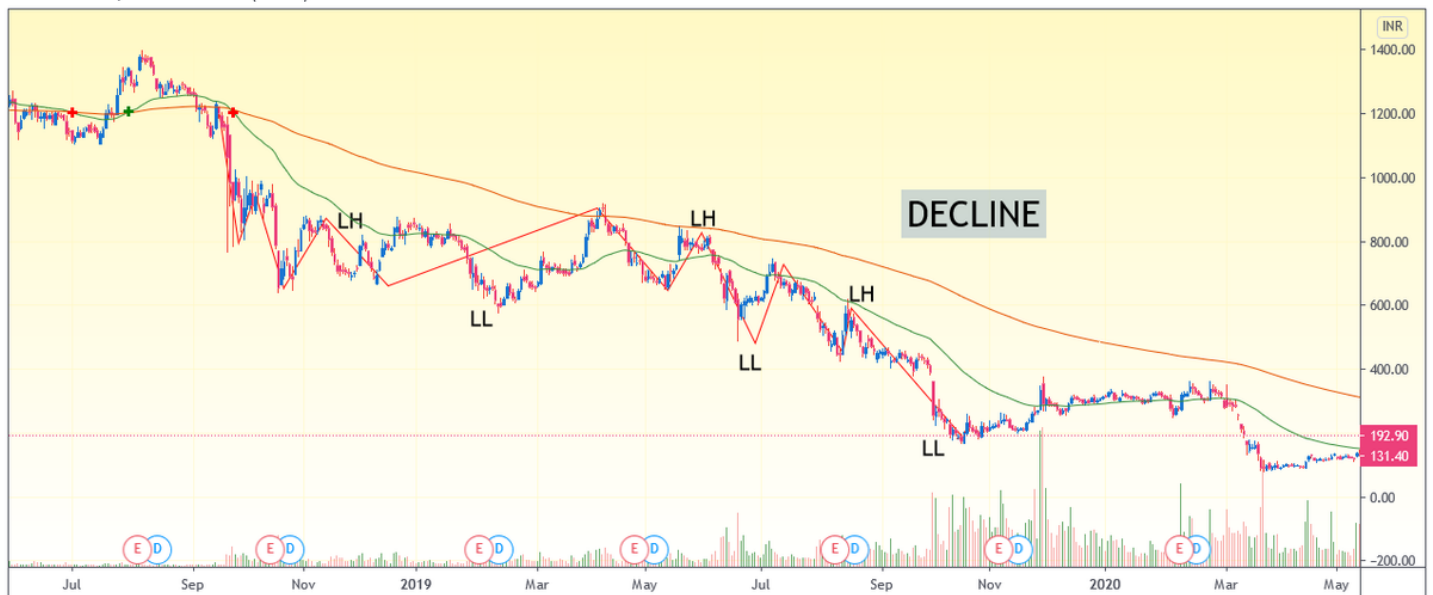 INR
1400.00
1200.00
1000.00
DECLINE
LH
LH
800.00
LH
600.00
LL
LL
400.00
LL
192.90
131.40
0.00
E D E D E D E D E D E D E D
-200.00
Jul Sep Nov 2019 Mar May Jul Sep Nov 2020 Mar May